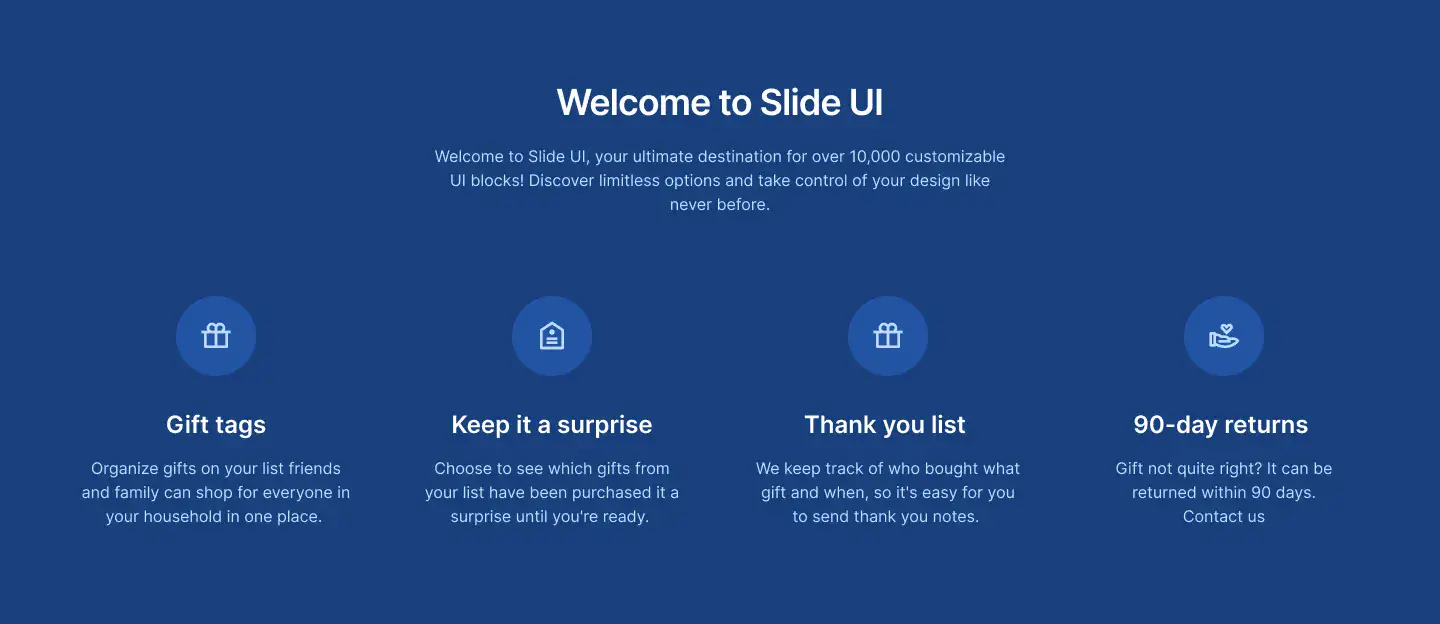 Welcome to Slide UI
Welcome to Slide UI, your ultimate destination for over 10,000 customizable
UI blocks! Discover limitless options and take control of your design like
never before.
Gift tags
Organize gifts on your list friends
and family can shop for everyone in
your household in one place.
Keep it a surprise
Choose to see which gifts from
your list have been purchased it a
surprise until you're ready.
Thank you list
We keep track of who bought what
gift and when, so it's easy for you
to send thank you notes.
90-day returns
Gift not quite right? It can be
returned within 90 days.
Contact us